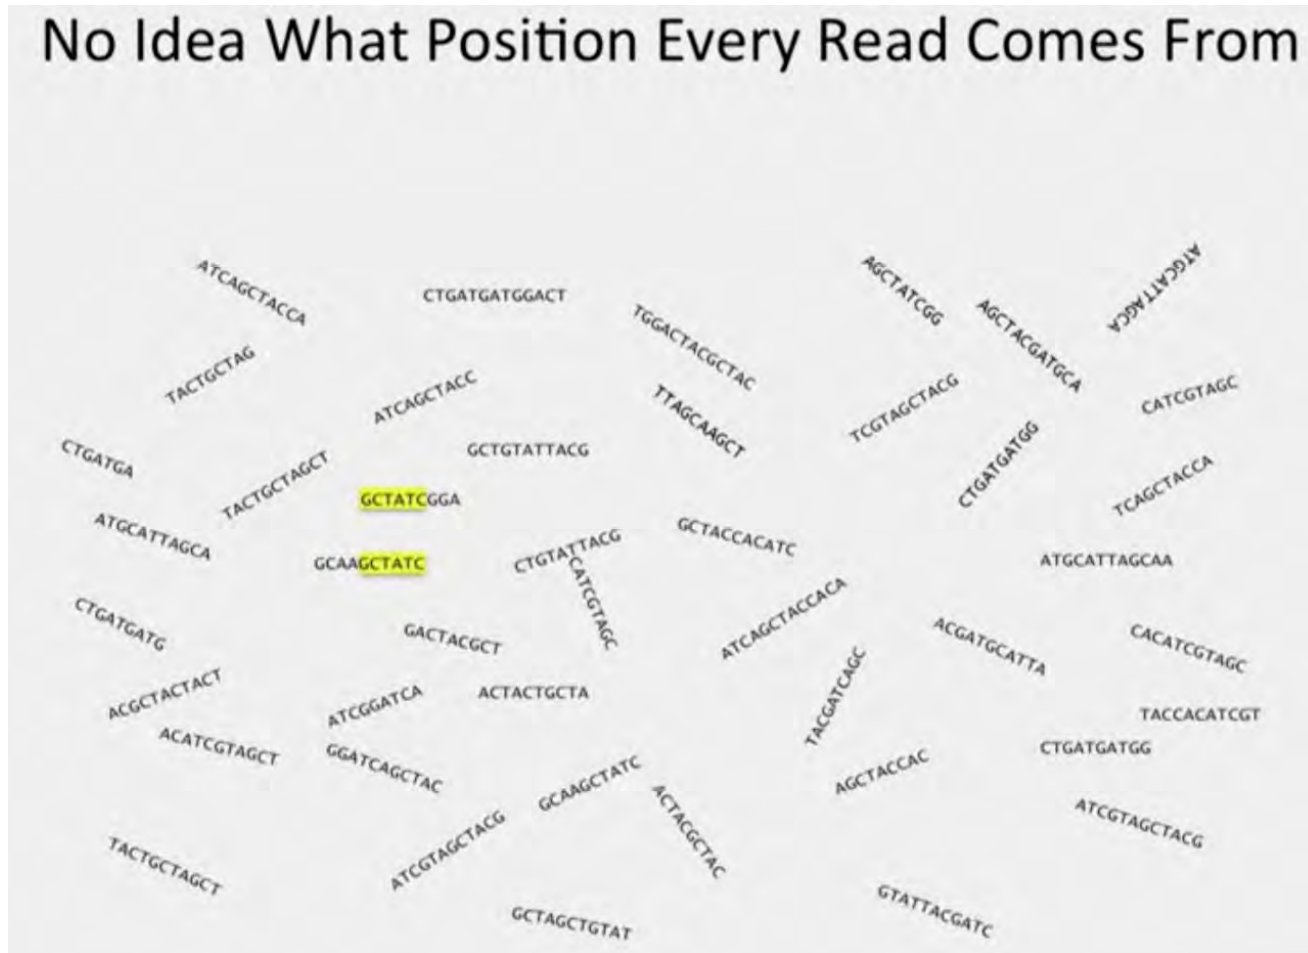 No Idea What Position Every Read Comes From
ATCAGCTACCA
CTGATGATGGACT
AGCTATCGG
ATGCATTAGCA
TGGACTACGCTAC
AGCTACGATGCA
TACTGCTAG
ATCAGCTACC
TTAGCAAGCT
TCGTAGCTACG
CATCGTAGC
CTGATGA
GCTGTATTACG
CTGATGATGG
TACTGCTAGCT
TCAGCTACCA
GCTATCGGA
ATGCATTAGCA
GCTACCACATC
GCAAGCTATC
CTGTATTACG
ATGCATTAGCAA
CATCGTAGC
ATCAGCTACCACA
CTGATGATG
GACTACGCT
ACGATGCATTA
CACATCGTAGC
ACGCTACTACT
ATCGGATCA
ACTACTGCTA
TACGATCAGC
TACCACATCGT
ACATCGTAGCT
GGATCAGCTAC
CTGATGATGG
GCAAGCTATC
AGCTACCAC
ACTACGCTAC
ATCGTAGCTACG
TACTGCTAGCT
ATCGTAGCTACG
GCTAGCTGTAT
GTATTACGATC